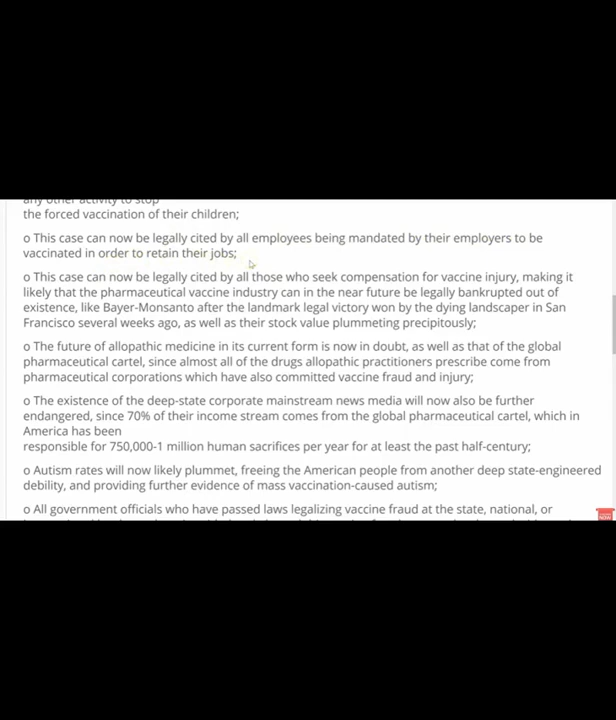 any other activity to stop
the forced vaccination of their children;
o This case can now be legally cited by all employees being mandated by their employers to be
vaccinated in order to retain their jobs;
o This case can now be legally cited by all those who seek compensation for vaccine injury, making it
likely that the pharmaceutical vaccine industry can in the near future be legally bankrupted out of
existence, like Bayer-Monsanto after the landmark legal victory won by the dying landscaper in San
Francisco several weeks ago, as well as their stock value plummeting precipitously;
o The future of allopathic medicine in its current form is now in doubt, as well as that of the global
pharmaceutical cartel, since almost all of the drugs allopathic practitioners prescribe come from
pharmaceutical corporations which have also committed vaccine fraud and injury;
o The existence of the deep-state corporate mainstream news media will now also be further
endangered, since 70% of their income stream comes from the global pharmaceutical cartel, which in
America has been
responsible for 750,000-1 million human sacrifices per year for at least the past half-century;
o Autism rates will now likely plummet, freeing the American people from another deep state-engineered
debility, and providing further evidence of mass vaccination-caused autism;
o All government officials who have passed laws legalizing vaccine fraud at the state, national, or